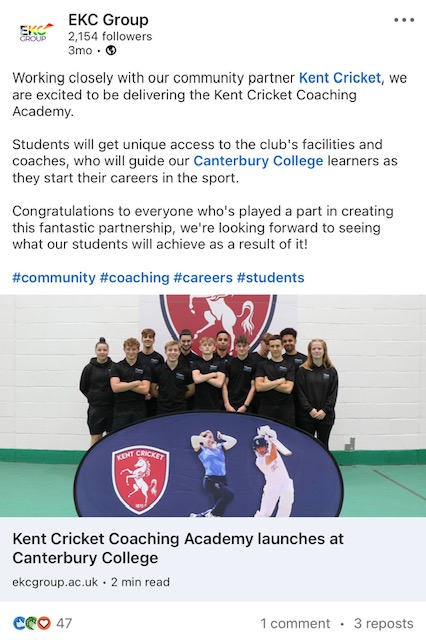 EKC
GROUP
EKC Group
2,154 followers
3mo •
Working closely with our community partner Kent Cricket, we
are excited to be delivering the Kent Cricket Coaching
Academy.
Students will get unique access to the club's facilities and
coaches, who will guide our Canterbury College learners as
they start their careers in the sport.
Congratulations to everyone who's played a part in creating
this fantastic partnership, we're looking forward to seeing
what our students will achieve as a result of it!
#community #coaching #careers #students
KENT CRICKET
Kent Cricket Coaching Academy launches at
Canterbury College
ekcgroup.ac.uk • 2 min read
47
1 comment • 3 reposts